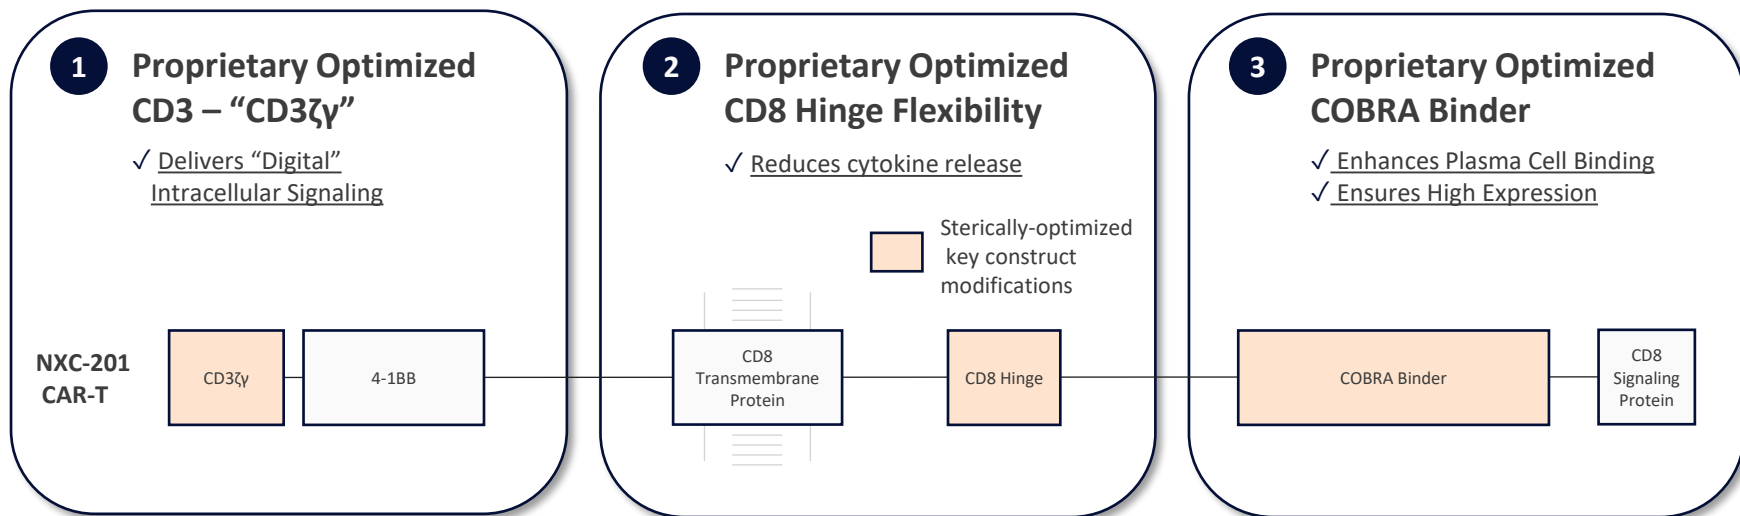 1
Proprietary Optimized
CD3 – “CD3ζγ”
✓ Delivers “Digital”
Intracellular Signaling
2
Proprietary Optimized
CD8 Hinge Flexibility
✓ Reduces cytokine release
Sterically-optimized
key construct
modifications
3
Proprietary Optimized
COBRA Binder
✓ Enhances Plasma Cell Binding
✓ Ensures High Expression
NXC-201
CAR-T
CD3ζγ
4-1BB
CD8
Transmembrane
Protein
CD8 Hinge
COBRA Binder
CD8
Signaling
Protein